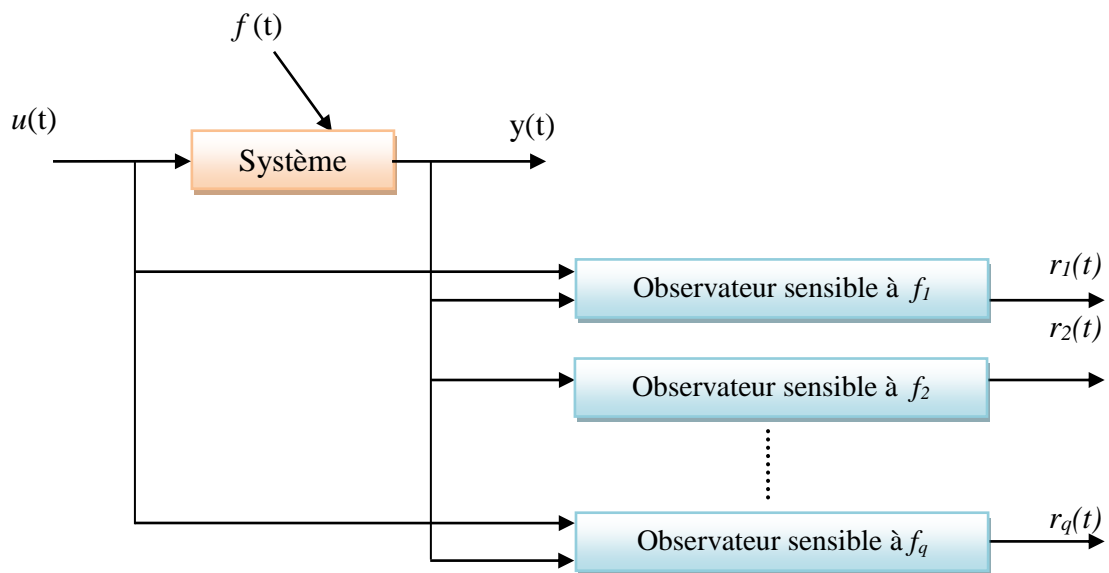 f (t)
u(t)
y(t)
Système
Observateur sensible à f1
r1(t)
r2(t)
Observateur sensible à f2
Observateur sensible à fq
rq(t)